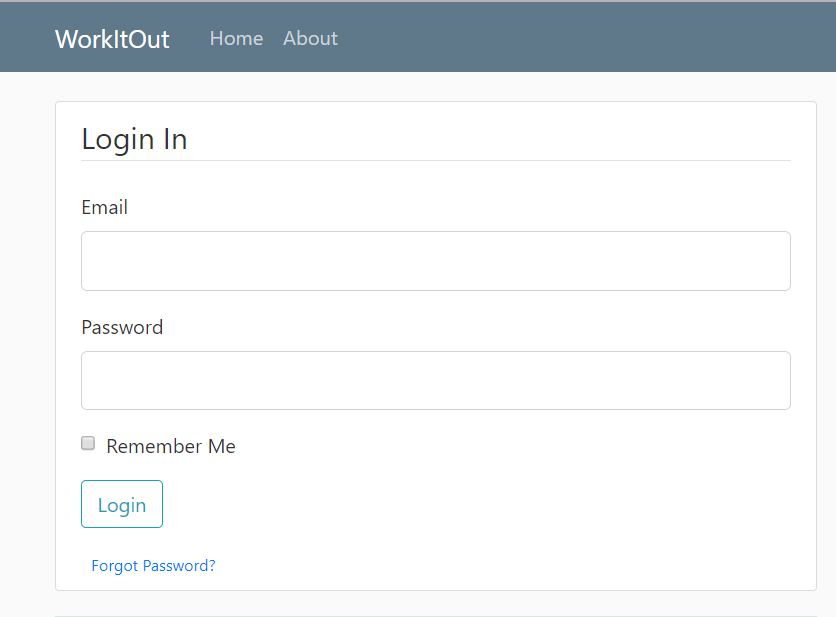 WorkItOut Home About
Login In
Email
Password
Remember Me
Login
Forgot Password?